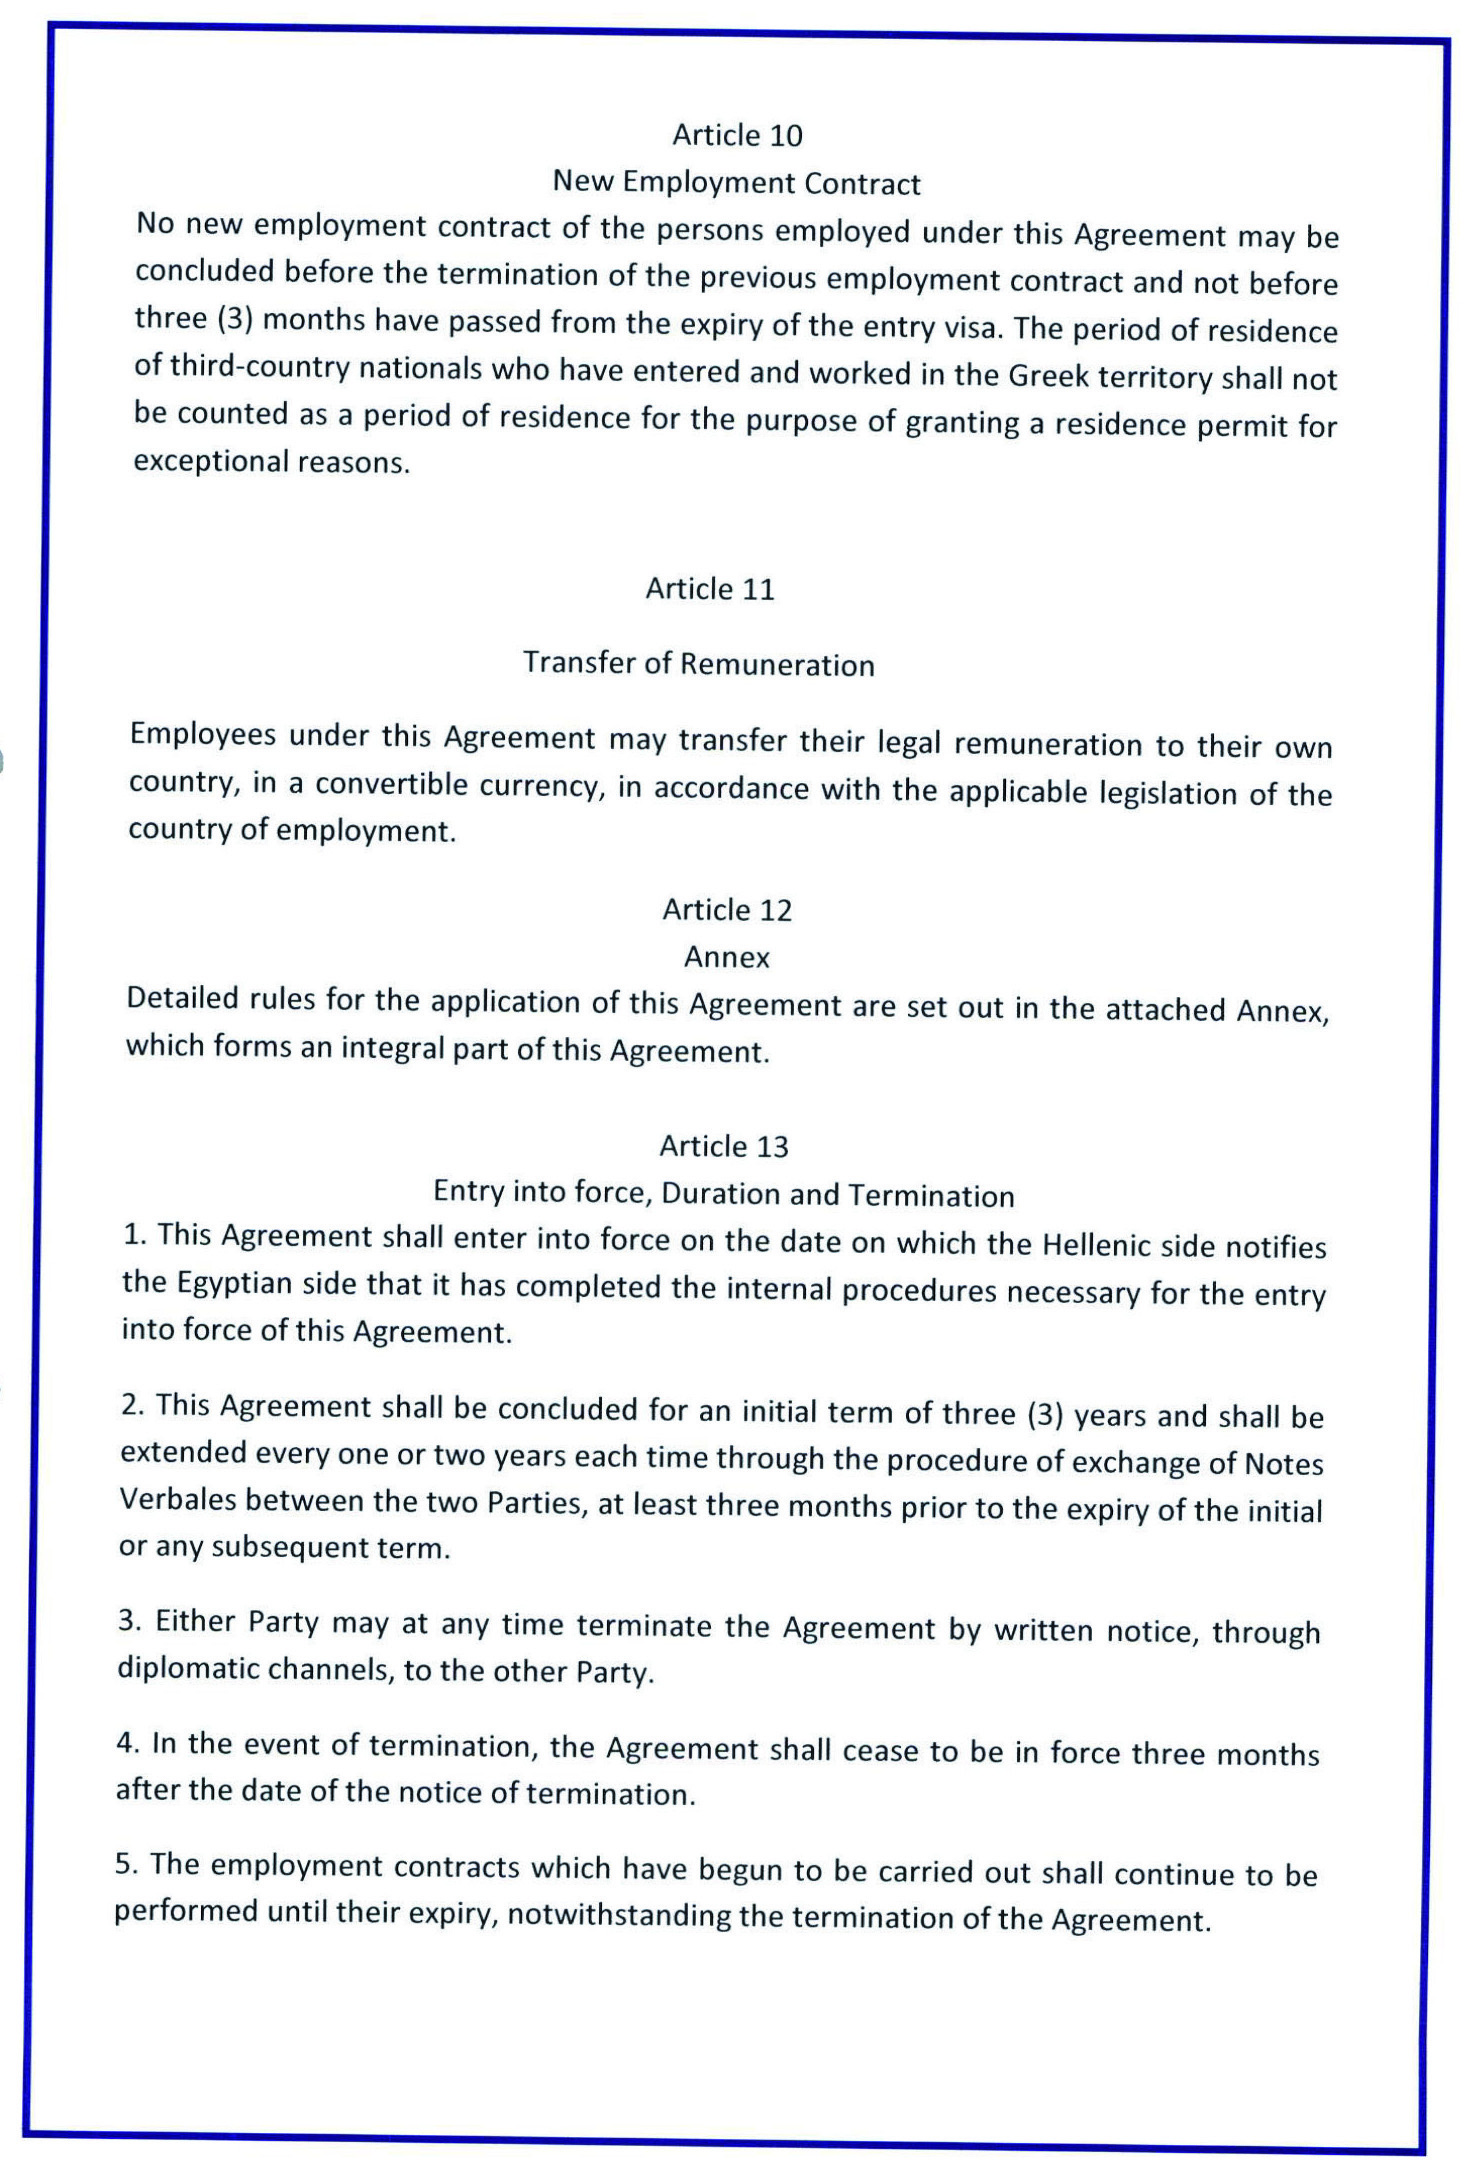 Article 10
New Employment Contract
No new employment contract of the persons employed under this Agreement may be
concluded before the termination of the previous employment contract and not before
three (3) months have passed from the expiry of the entry visa. The period of residence
of third-country nationals who have entered and worked in the Greek territory shall not
be counted as a period of residence for the purpose of granting a residence permit for
exceptional reasons.
Article 11
Transfer of Remuneration
Employees under this Agreement may transfer their legal remuneration to their own
country, in a convertible currency, in accordance with the applicable legislation of the
country of employment.
Article 12
Annex
Detailed rules for the application of this Agreement are set out in the attached Annex,
which forms an integral part of this Agreement.
Article 13
Entry into force, Duration and Termination
1. This Agreement shall enter into force on the date on which the Hellenic side notifies
the Egyptian side that it has completed the internal procedures necessary for the entry
into force of this Agreement.
2. This Agreement shall be concluded for an initial term of three (3) years and shall be
extended every one or two years each time through the procedure of exchange of Notes
Verbales between the two Parties, at least three months prior to the expiry of the initial
or any subsequent term.
3. Either Party may at any time terminate the Agreement by written notice, through
diplomatic channels, to the other Party.
4. In the event of termination, the Agreement shall cease to be in force three months
after the date of the notice of termination.
5. The employment contracts which have begun to be carried out shall continue to be
performed until their expiry, notwithstanding the termination of the Agreement.